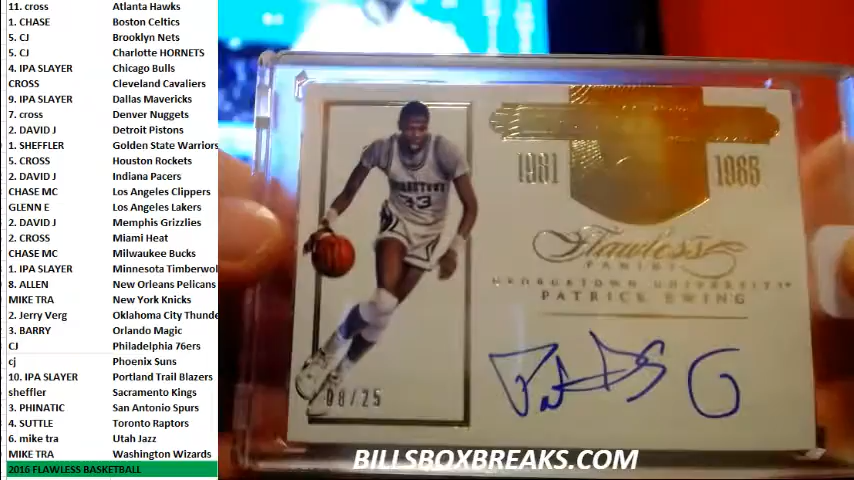 11. cross Atlanta Hawks
1. CHASE Boston Celtics
5. CJ Brooklyn Nets
5. CJ Charlotte HORNETS
4. IPA SLAYER Chicago Bulls
CROSS Cleveland Cavaliers
9. IPA SLAYER Dallas Mavericks
7. cross Denver Nuggets
2. DAVID J Detroit Pistons
1. SHEFFLER Golden State Warriors
5. CROSS Houston Rockets
2. DAVID J Indiana Pacers
CHASE MC Los Angeles Clippers
GLENN E Los Angeles Lakers
2. DAVID J Memphis Grizzlies
2. CROSS Miami Heat
CHASE MC Milwaukee Bucks
1. IPA SLAYER Minnesota Timberwol
8. ALLEN New Orleans Pelicans
MIKE TRA New York Knicks
2. Jerry Verg Oklahoma City Thunde
3. BARRY Orlando Magic
CJ Philadelphia 76ers
cj Phoenix Suns
10. IPA SLAYER Portland Trail Blazers
sheffler Sacramento Kings
3. PHINATIC San Antonio Spurs
4. SUTTLE Toronto Raptors
6. mike tra Utah Jazz
MIKE TRA Washington Wizards
2016 FLAWLESS BASKETBALL
1981 1985
Flawless
PANINI
GEORGETOWN UNIVERSITY
PATRICK EWING
33
08/25
BILLSBOXBREAKS.COM